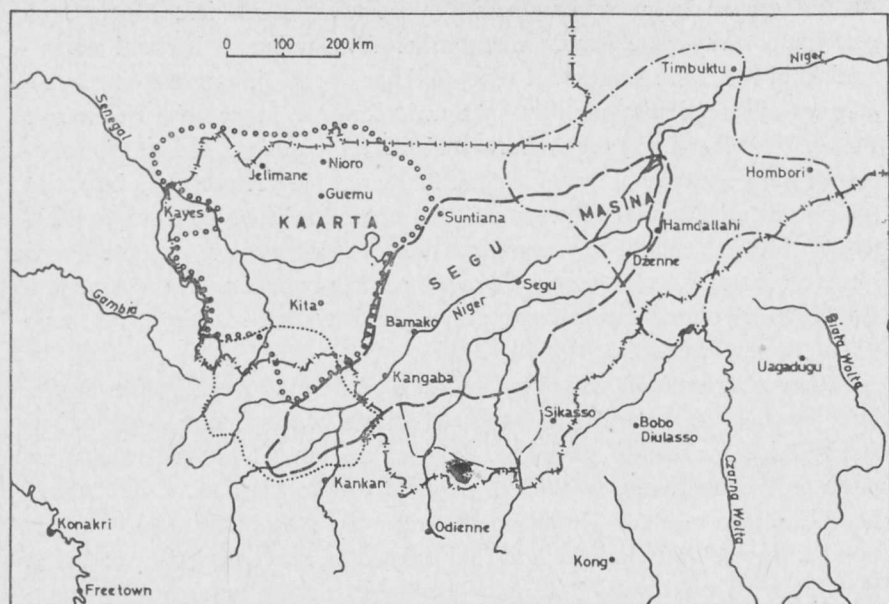 0 100 200 km
Timbuktu
Niger
Senegal
Nioro
Jelimane
Hombori
Guemu
Kayes
KAARTA
Suntiana
MASINA
Hamdallahi
SEGU
Dżenne
Segu
Gambia
Kita
Niger
Bamako
Biała Wolta
Uagadugu
Kangaba
Sikasso
Bobo
Diulasso
Czarna Wolta
Kankan
Konakri
Odienne
Kong
Freetown